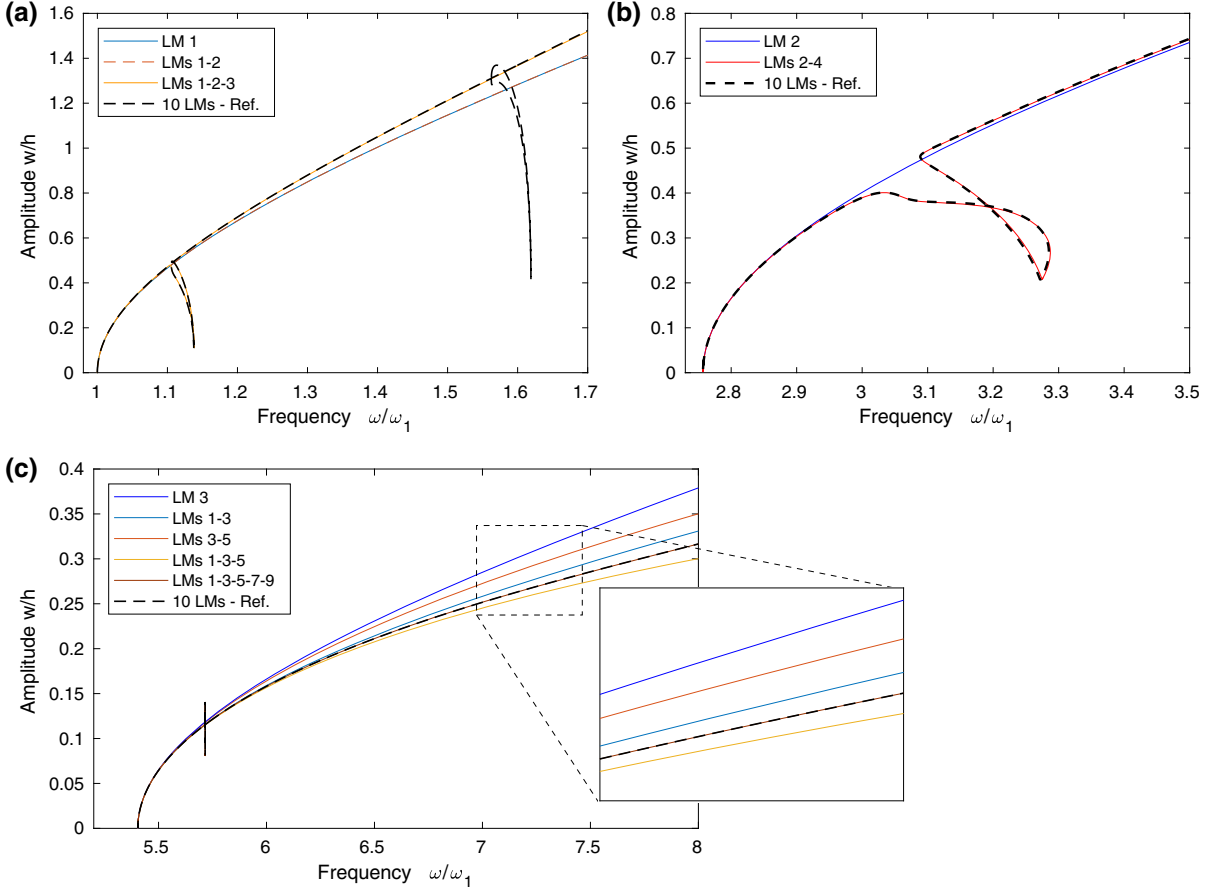 (a)
1.6
1.4
1.2
1
0.8
0.6
0.4
0.2
0
Amplitude w/h
LM 1
LMs 1-2
LMs 1-2-3
10 LMs - Ref.
1 1.1 1.2 1.3 1.4 1.5 1.6 1.7
Frequency ω/ω1
(b)
0.8
0.7
0.6
0.5
0.4
0.3
0.2
0.1
0
Amplitude w/h
LM 2
LMs 2-4
10 LMs - Ref.
2.8 2.9 3 3.1 3.2 3.3 3.4 3.5
Frequency ω/ω1
(c)
0.4
0.35
0.3
0.25
0.2
0.15
0.1
0.05
0
Amplitude w/h
LM 3
LMs 1-3
LMs 3-5
LMs 1-3-5
LMs 1-3-5-7-9
10 LMs - Ref.
5.5 6 6.5 7 7.5 8
Frequency ω/ω1